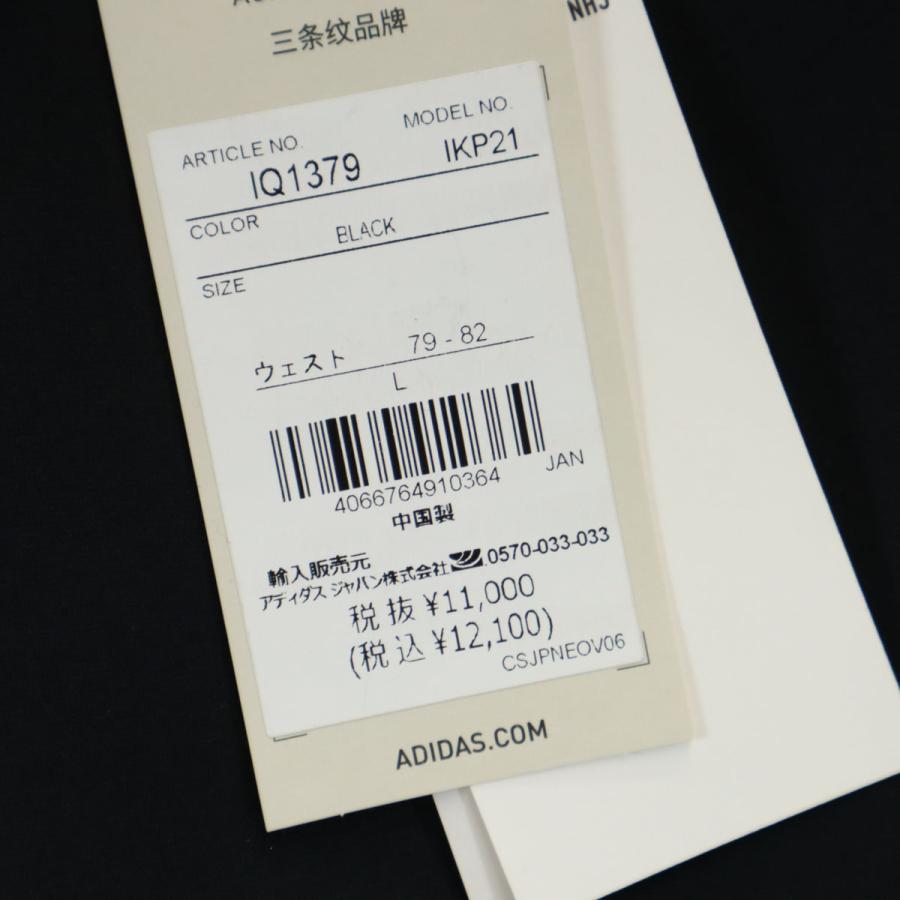 三条纹品牌
ARTICLE NO. MODEL NO.
IQ1379 IKP21
COLOR
BLACK
SIZE
ウェスト 79 - 82
L
4066764910364 JAN
中国製
輸入販売元
アディダス ジャパン株式会社 0570-033-033
税抜 ¥11,000
(税込 ¥12,100)
CSJPNEOV06
ADIDAS.COM